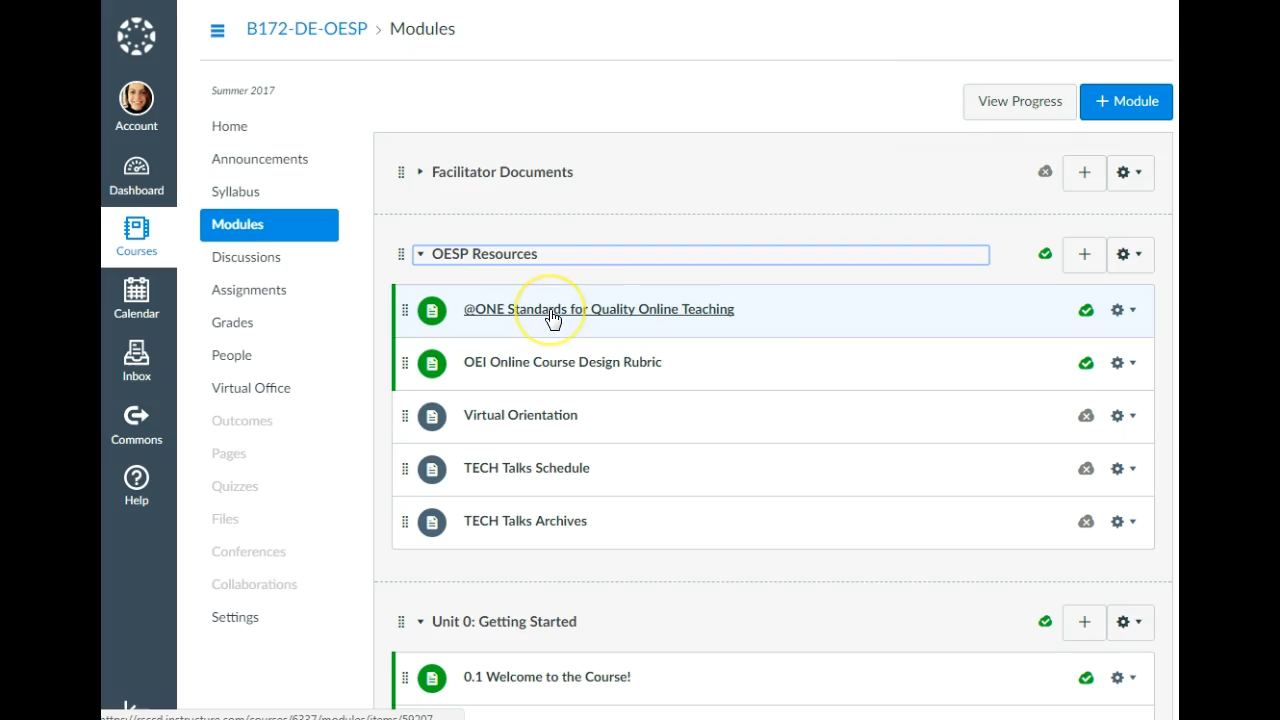 B172-DE-OESP > Modules
Account
Dashboard
Courses
Calendar
Inbox
Commons
Help
Summer 2017
Home
Announcements
Syllabus
Modules
Discussions
Assignments
Grades
People
Virtual Office
Outcomes
Pages
Quizzes
Files
Conferences
Collaborations
Settings
View Progress
+ Module
Facilitator Documents
OESP Resources
@ONE Standards for Quality Online Teaching
OEI Online Course Design Rubric
Virtual Orientation
TECH Talks Schedule
TECH Talks Archives
Unit 0: Getting Started
0.1 Welcome to the Course!